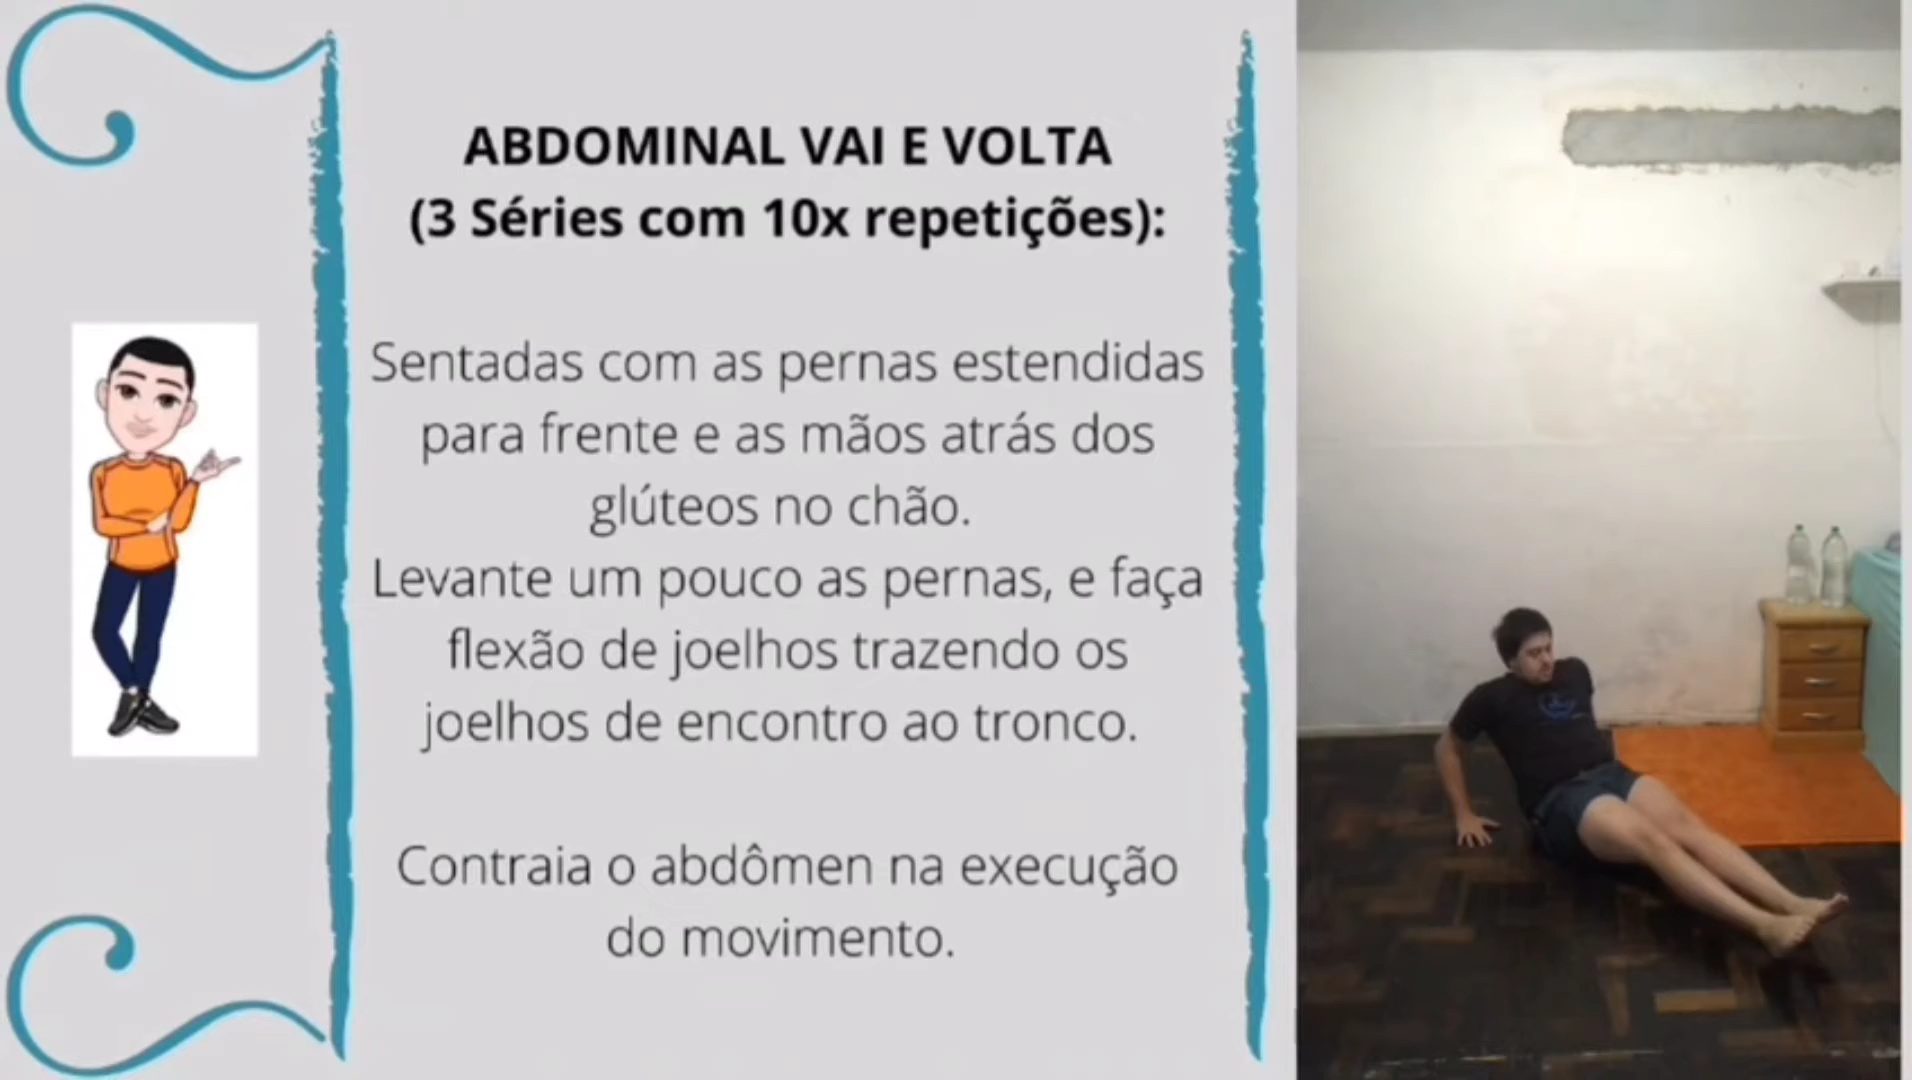 ABDOMINAL VAI E VOLTA
(3 Séries com 10x repetições):
Sentadas com as pernas estendidas
para frente e as mãos atrás dos
glúteos no chão.
Levante um pouco as pernas, e faça
flexão de joelhos trazendo os
joelhos de encontro ao tronco.
Contraia o abdômen na execução
do movimento.